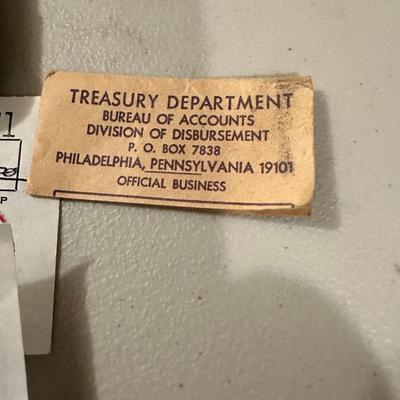 TREASURY DEPARTMENT
BUREAU OF ACCOUNTS
DIVISION OF DISBURSEMENT
P. O. BOX 7838
PHILADELPHIA, PENNSYLVANIA 19101
OFFICIAL BUSINESS